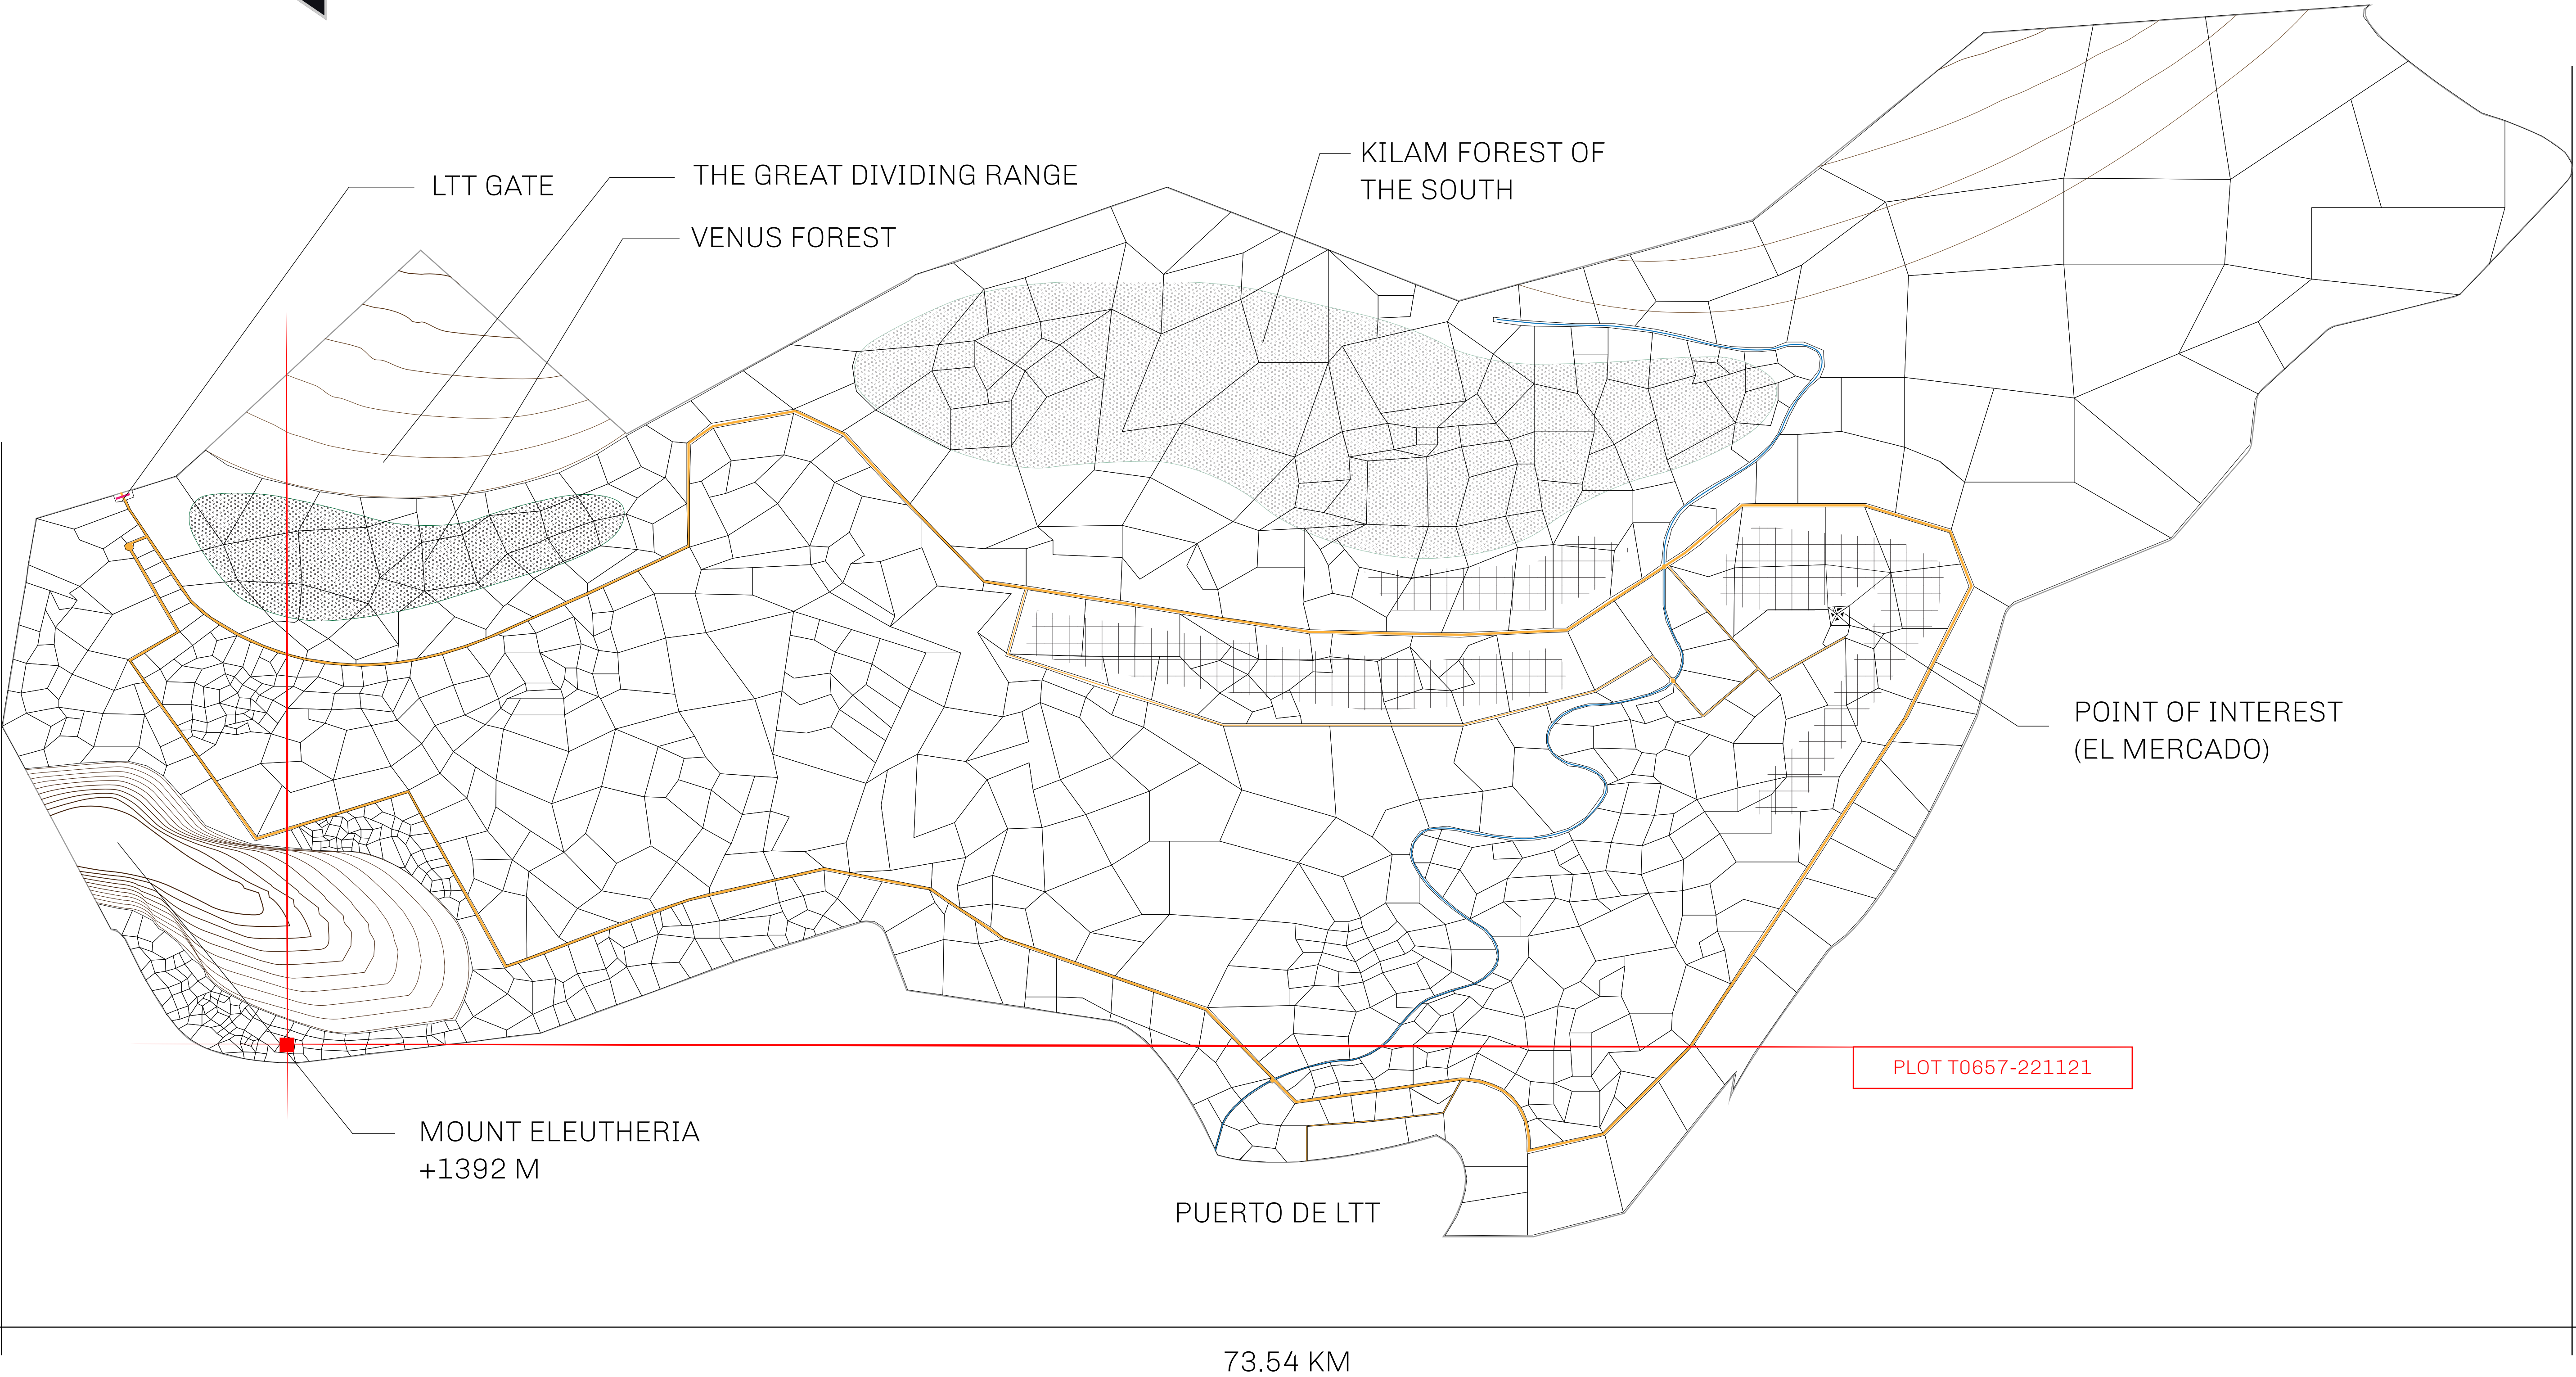 KILAM FOREST OF
THE SOUTH
LTT GATE
THE GREAT DIVIDING RANGE
VENUS FOREST
POINT OF INTEREST
(EL MERCADO)
PLOT T0657-221121
MOUNT ELEUTHERIA
+1392 M
PUERTO DE LTT
73.54 KM